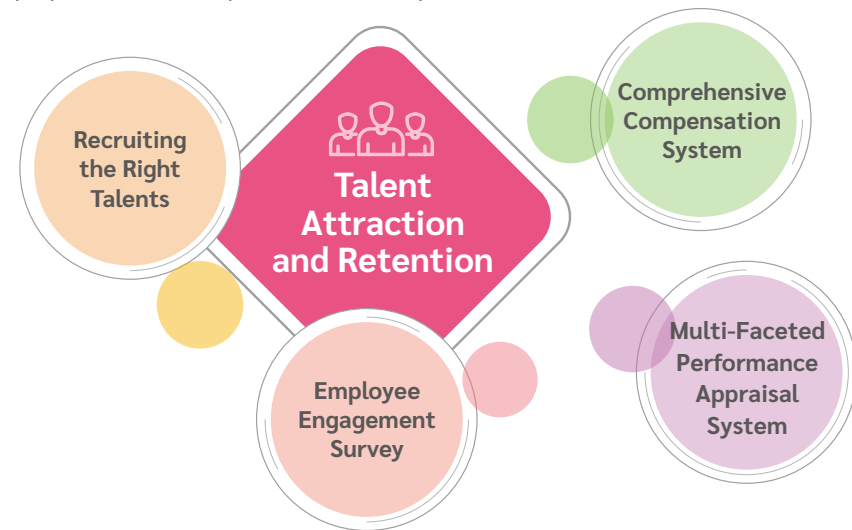 Recruiting
the Right
Talents
Talent
Attraction
and Retention
Comprehensive
Compensation
System
Employee
Engagement
Survey
Multi-Faceted
Performance
Appraisal
System